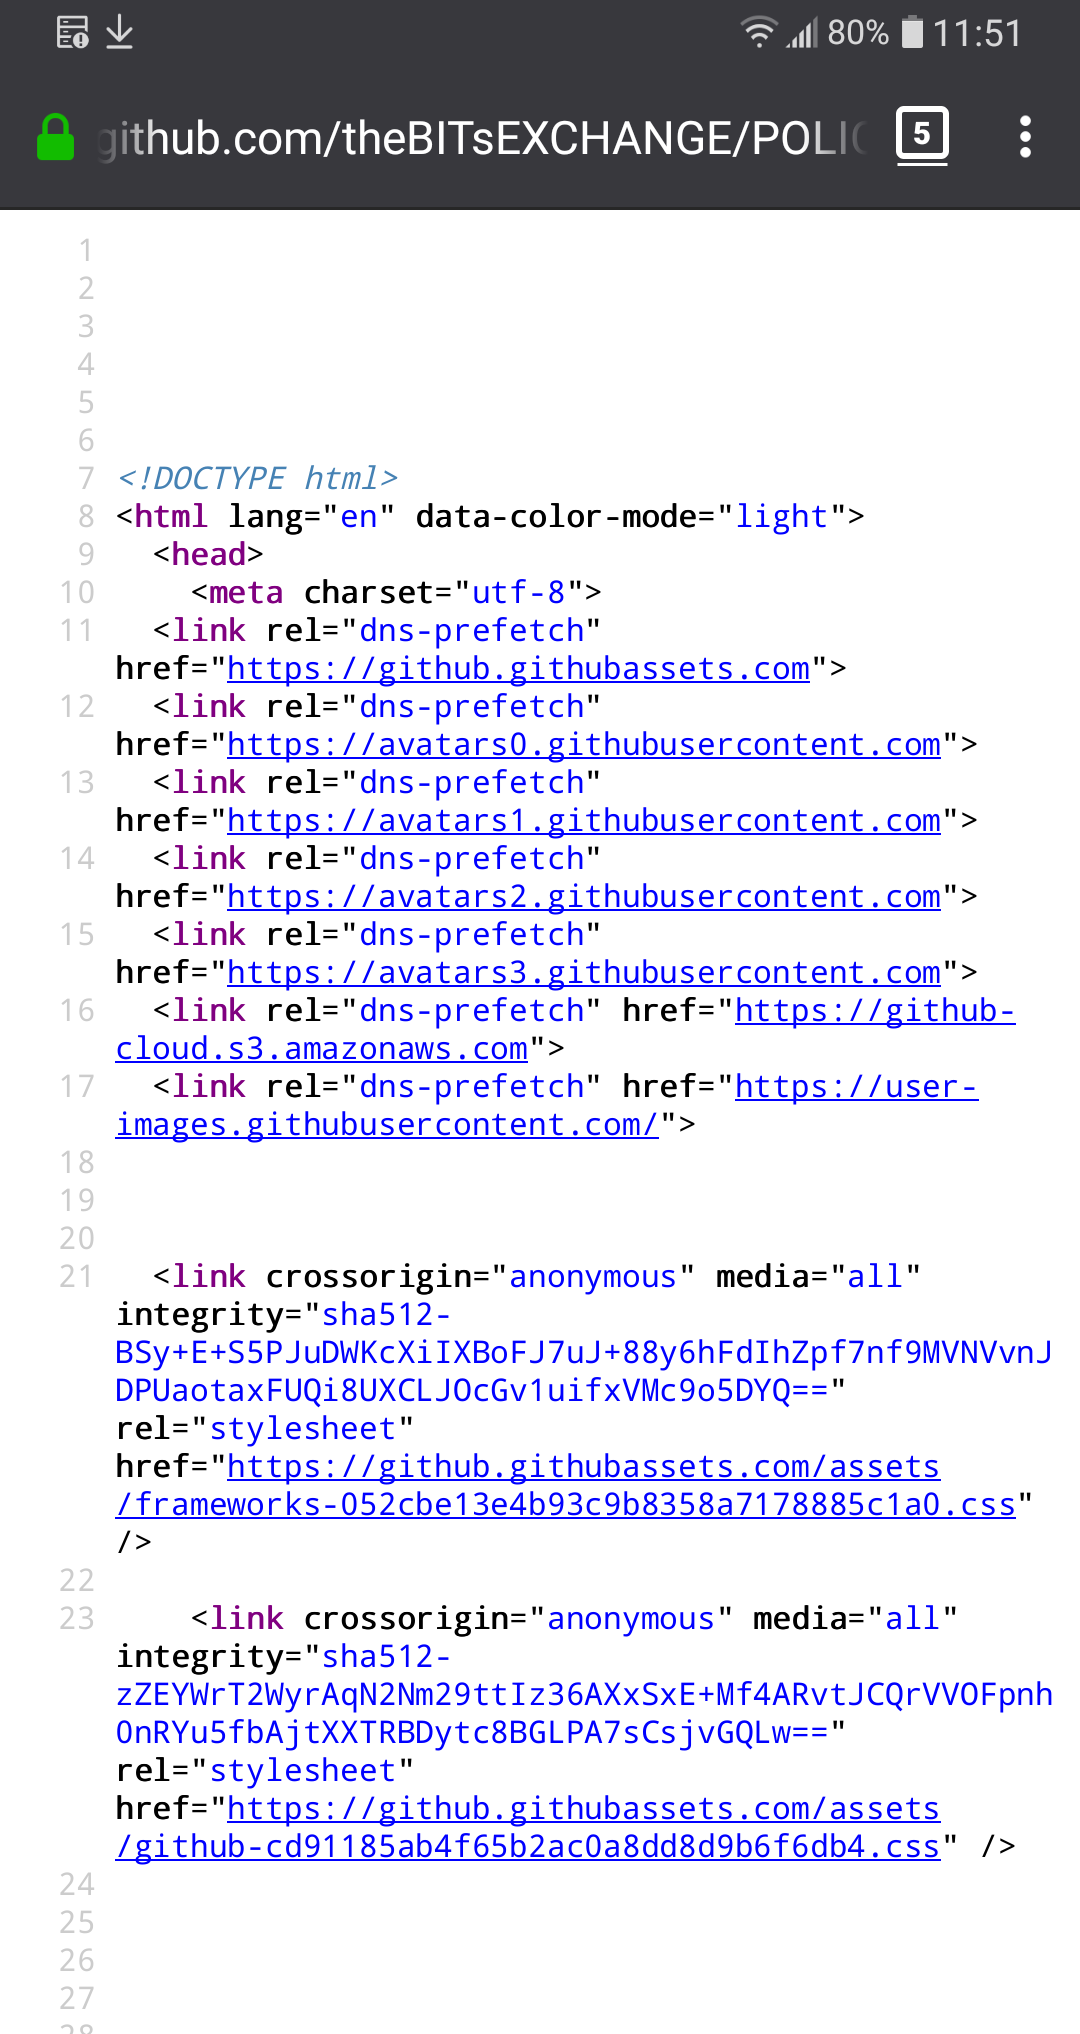 80% 11:51
github.com/theBITsEXCHANGE/POLIC 5
1
2
3
4
5
6
7 <!DOCTYPE html>
8 <html lang="en" data-color-mode="light">
9 <head>
10 <meta charset="utf-8">
11 <link rel="dns-prefetch"
href="https://github.githubassets.com">
12 <link rel="dns-prefetch"
href="https://avatars0.githubusercontent.com">
13 <link rel="dns-prefetch"
href="https://avatars1.githubusercontent.com">
14 <link rel="dns-prefetch"
href="https://avatars2.githubusercontent.com">
15 <link rel="dns-prefetch"
href="https://avatars3.githubusercontent.com">
16 <link rel="dns-prefetch" href="https://github-
cloud.s3.amazonaws.com">
17 <link rel="dns-prefetch" href="https://user-
images.githubusercontent.com/">
18
19
20
21 <link crossorigin="anonymous" media="all"
integrity="sha512-
BSy+E+S5PJuDWKcXiIXBoFJ7uJ+88y6hFdIhZpf7nf9MVNVvnJ
DPUaotaxFUQi8UXCLJOcGv1uifxVMc9o5DYQ=="
rel="stylesheet"
href="https://github.githubassets.com/assets
/frameworks-052cbe13e4b93c9b8358a7178885c1a0.css"
/>
22
23 <link crossorigin="anonymous" media="all"
integrity="sha512-
zZEYWrT2WyrAqN2Nm29ttIz36AXxSxE+Mf4ARvtJCQrVVOFpnh
0nRYu5fbAjtXXTRBDytc8BGLPA7sCsjvGQLw=="
rel="stylesheet"
href="https://github.githubassets.com/assets
/github-cd91185ab4f65b2ac0a8dd8d9b6f6db4.css" />
24
25
26
27
28